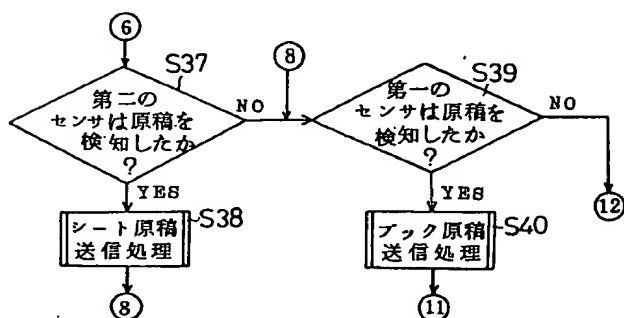 ⑥
S37
第二の
センサは原稿を
検知したか
?
NO
YES
シート原稿
送信処理
S38
⑧
⑧
S39
第一の
センサは原稿を
検知したか
?
NO
⑫
YES
ブック原稿
送信処理
S40
⑪